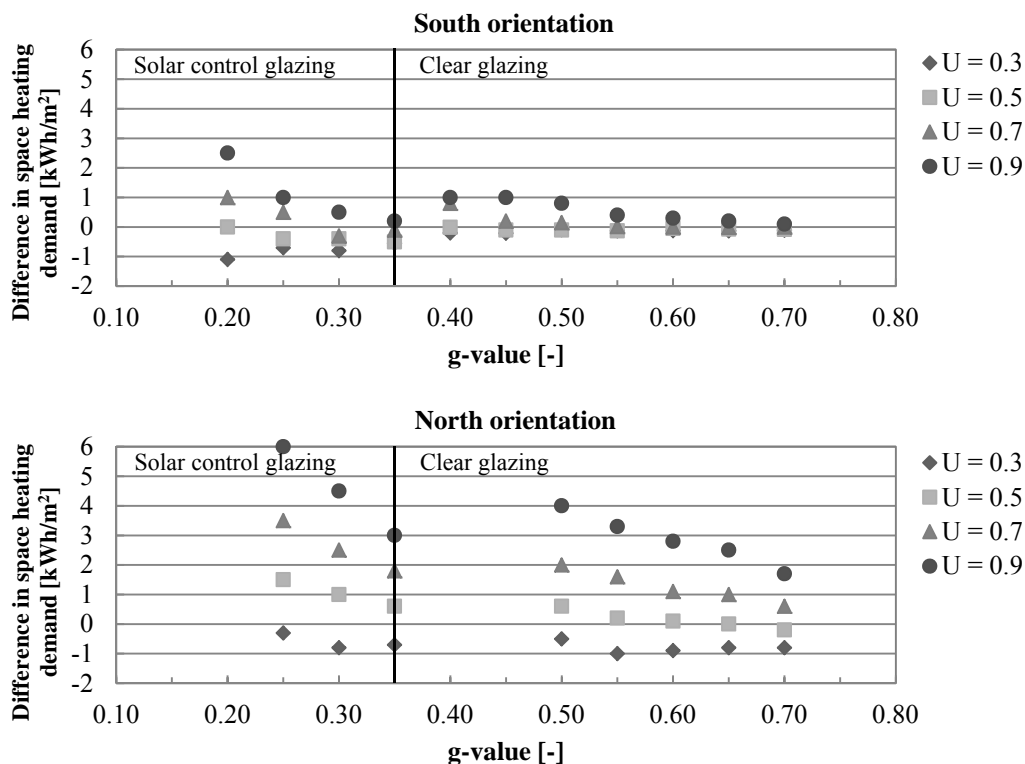 South orientation
Difference in space heating
demand [kWh/m²]
6
5
4
3
2
1
0
-1
-2
Solar control glazing
Clear glazing
U = 0.3
U = 0.5
U = 0.7
U = 0.9
0.10 0.20 0.30 0.40 0.50 0.60 0.70 0.80
g-value [-]
North orientation
Difference in space heating
demand [kWh/m²]
6
5
4
3
2
1
0
-1
-2
Solar control glazing
Clear glazing
U = 0.3
U = 0.5
U = 0.7
U = 0.9
0.10 0.20 0.30 0.40 0.50 0.60 0.70 0.80
g-value [-]